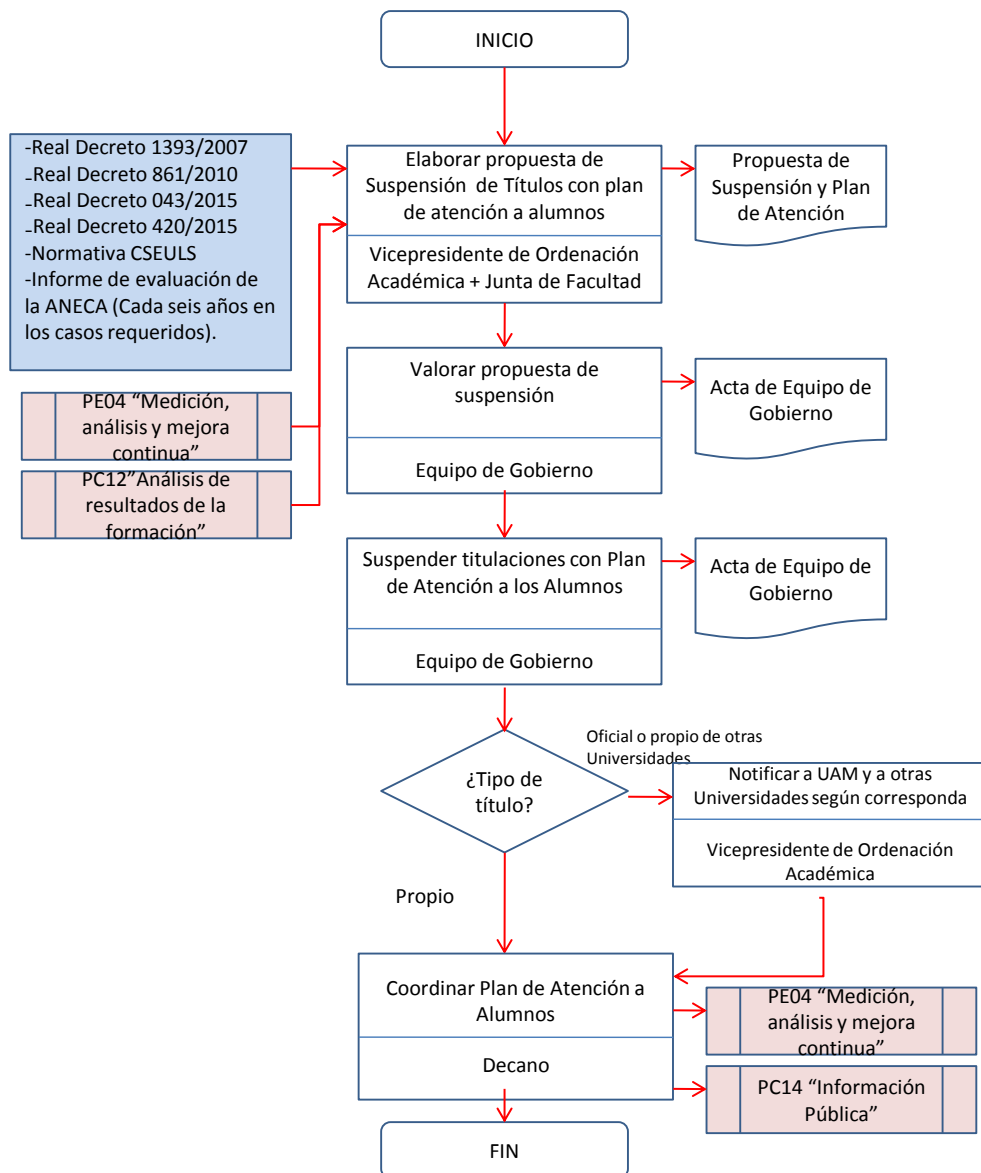 INICIO
-Real Decreto 1393/2007
-Real Decreto 861/2010
-Real Decreto 043/2015
-Real Decreto 420/2015
-Normativa CSEULS
-Informe de evaluación de
la ANECA (Cada seis años en
los casos requeridos).
Elaborar propuesta de
Suspensión de Títulos con plan
de atención a alumnos
Vicepresidente de Ordenación
Académica + Junta de Facultad
Propuesta de
Suspensión y Plan
de Atención
PE04 “Medición,
análisis y mejora
continua”
PC12”Análisis de
resultados de la
formación”
Valorar propuesta de
suspensión
Equipo de Gobierno
Acta de Equipo de
Gobierno
Suspender titulaciones con Plan
de Atención a los Alumnos
Equipo de Gobierno
Acta de Equipo de
Gobierno
¿Tipo de
título?
Oficial o propio de otras
Universidades
Notificar a UAM y a otras
Universidades según corresponda
Vicepresidente de Ordenación
Académica
Propio
Coordinar Plan de Atención a
Alumnos
Decano
PE04 “Medición,
análisis y mejora
continua”
PC14 “Información
Pública”
FIN